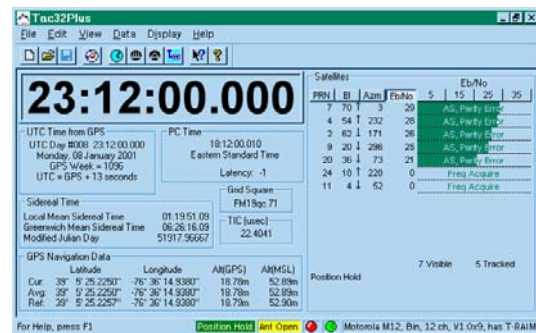 Tac32Plus
File Edit View Data Display Help
23:12:00.000
UTC Time from GPS
UTC Day #008 23:12:00.000
Monday, 08 January 2001
GPS Week = 1096
UTC = GPS + 13 seconds
PC Time
18:12:00.010
Eastern Standard Time
Latency: -1
Sidereal Time
Local Mean Sidereal Time 01:19:51.09
Greenwich Mean Sidereal Time 06:26:16.09
Modified Julian Day 51917.96667
Grid Square
FM19qc:71
TIC (usec)
22.4041
GPS Navigation Data
Latitude Longitude Alt(GPS) Alt(MSL)
Cur: 39° 5' 25.2250" -76° 36' 14.9380" 18.78m 52.89m
Avg: 39° 5' 25.2250" -76° 36' 14.9380" 18.78m 52.89m
Ref: 39° 5' 25.2257" -76° 36' 14.9380" 18.79m 52.90m
Satellites
Eb/No
PRN El Azm Eb/No 5 15 25 35
7 70 ↑ 3 29 AS, Parity Error
4 54 ↑ 232 28 AS, Parity Error
2 62 ↓ 171 26 AS, Parity Error
9 20 ↓ 296 25 AS, Parity Error
20 36 ↓ 73 21 AS, Parity Error
24 10 ↑ 228 0 Freq Acquire
11 4 ↓ 52 0 Freq Acquire
7 Visible 5 Tracked
Position Hold
For Help, press F1 Position Hold Ant Open Motorola M12, Bin, 12 ch, V1.0x9, has T-RAIM